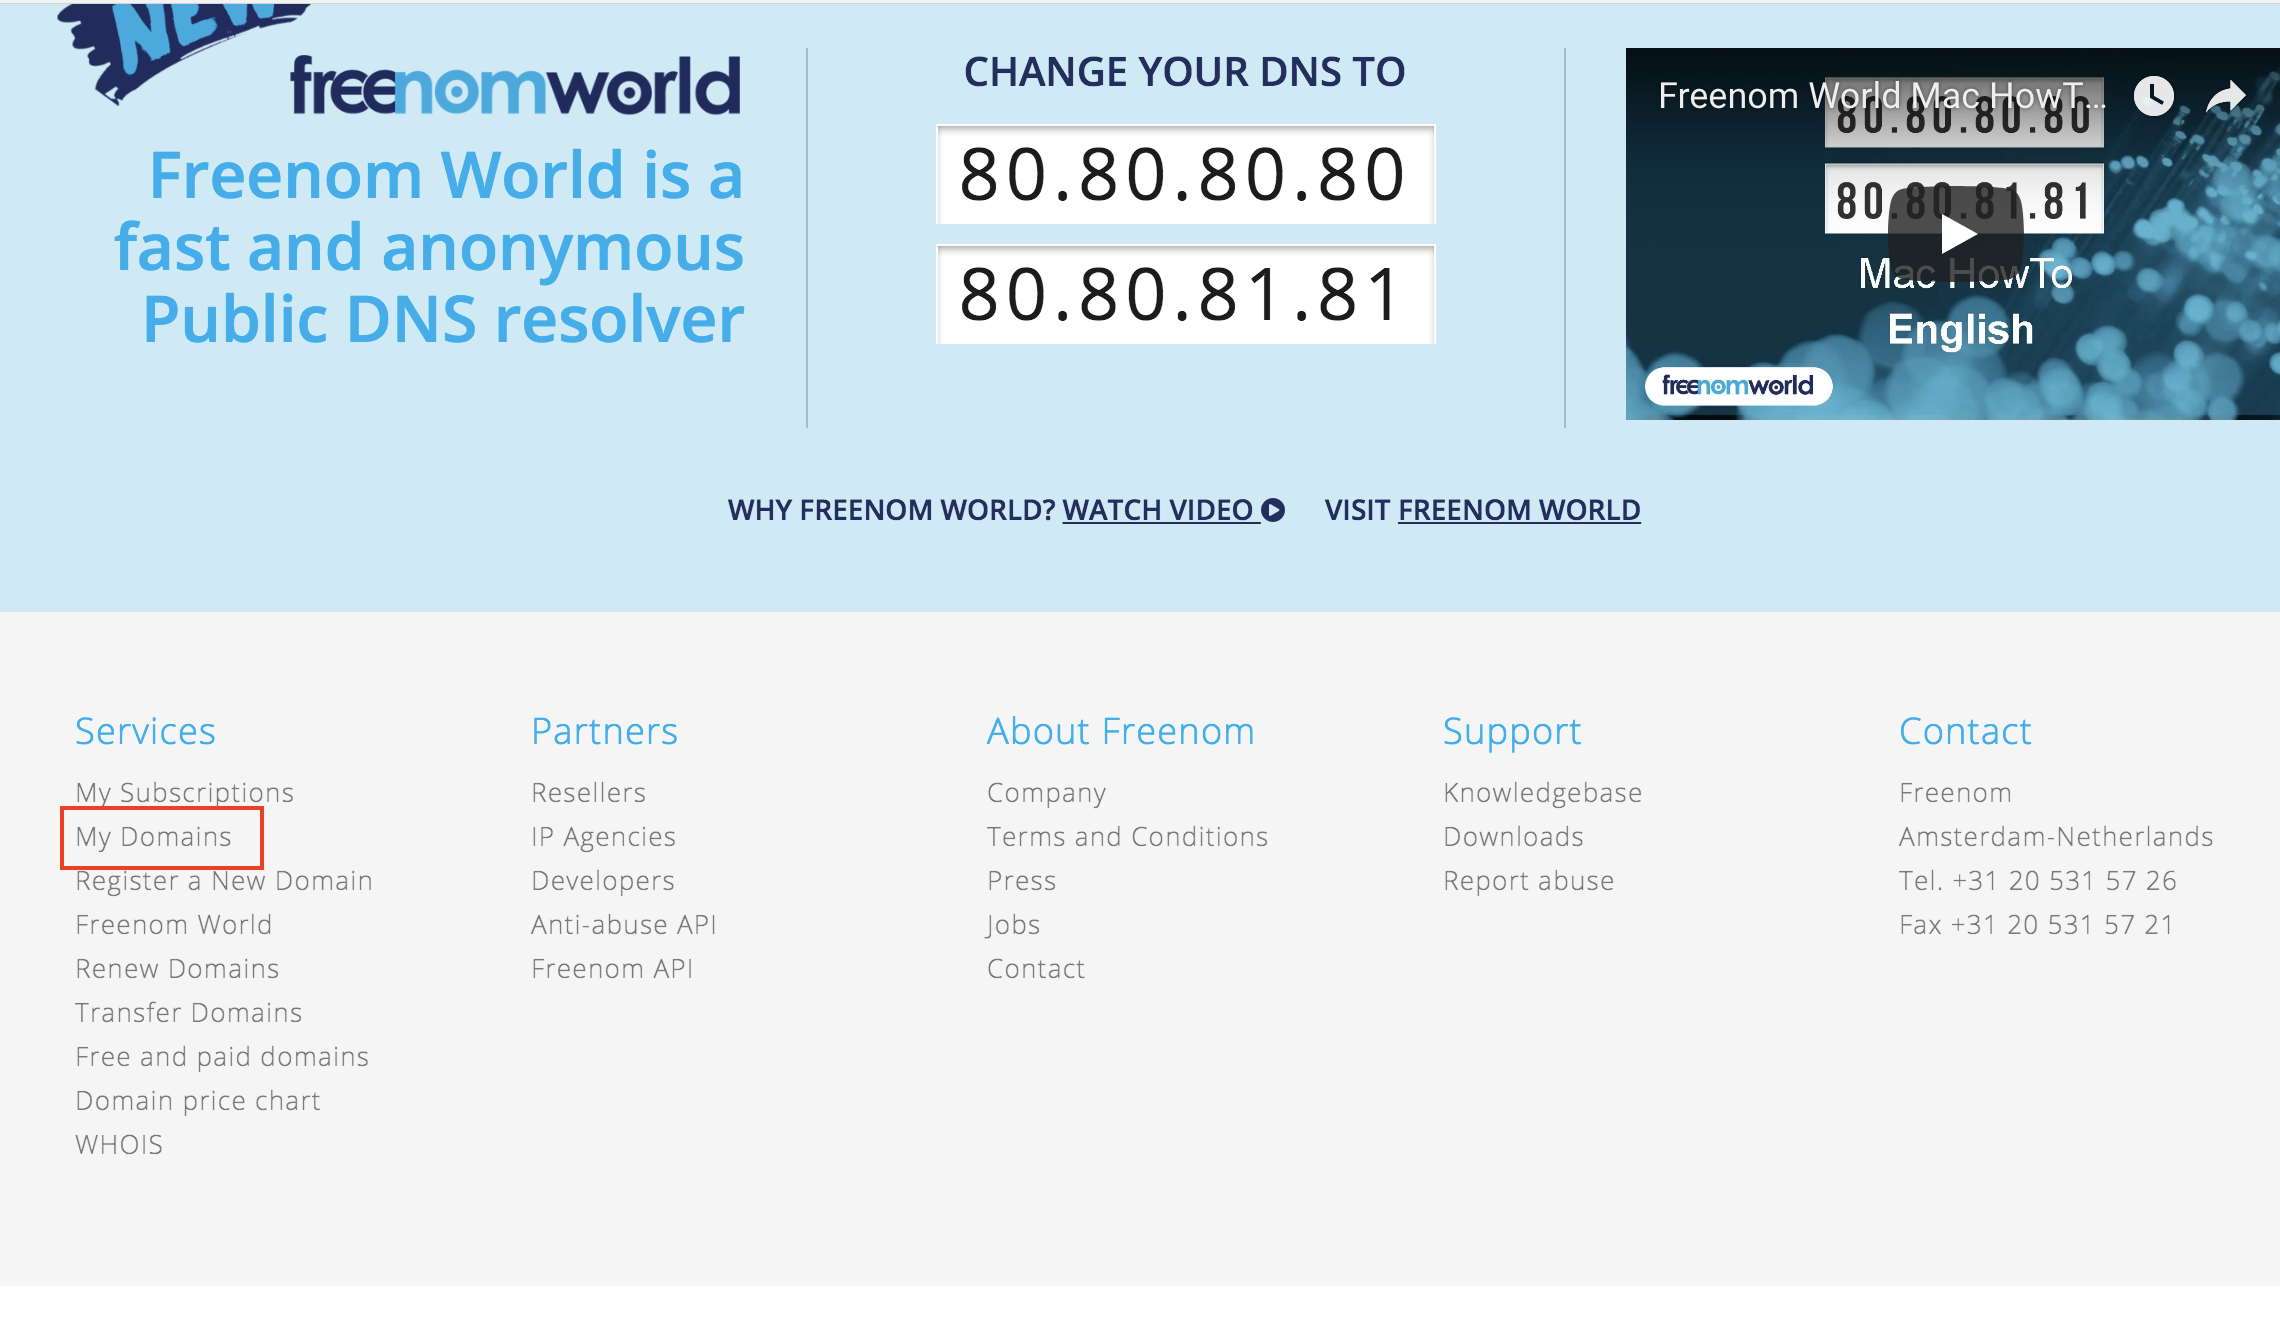 NEW
freenomworld
Freenom World is a
fast and anonymous
Public DNS resolver
CHANGE YOUR DNS TO
80.80.80.80
80.80.81.81
Freenom World Mac HowT...
80.80.80.80
80.80.81.81
Mac HowTo
English
freenomworld
WHY FREENOM WORLD? WATCH VIDEO VISIT FREENOM WORLD
Services
My Subscriptions
My Domains
Register a New Domain
Freenom World
Renew Domains
Transfer Domains
Free and paid domains
Domain price chart
WHOIS
Partners
Resellers
IP Agencies
Developers
Anti-abuse API
Freenom API
About Freenom
Company
Terms and Conditions
Press
Jobs
Contact
Support
Knowledgebase
Downloads
Report abuse
Contact
Freenom
Amsterdam-Netherlands
Tel. +31 20 531 57 26
Fax +31 20 531 57 21